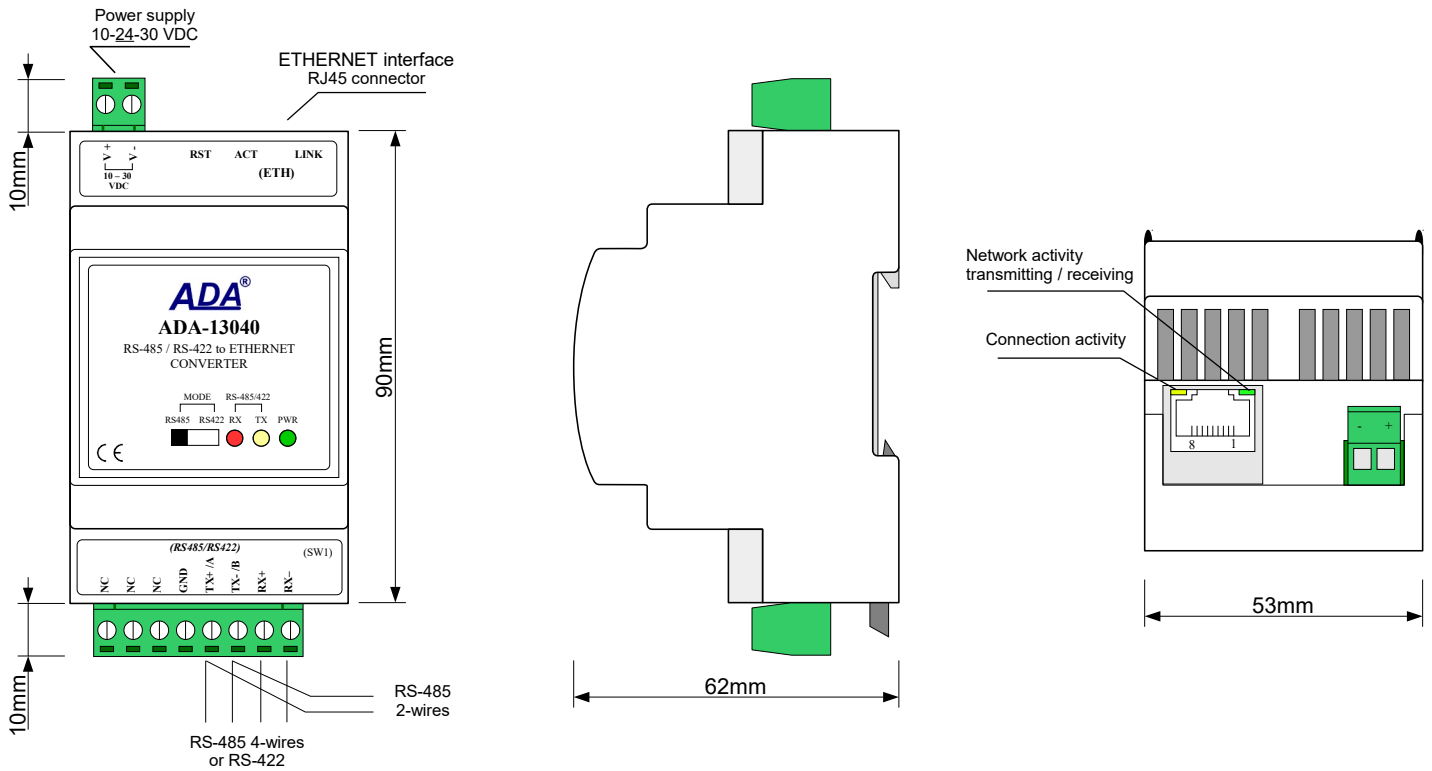 Power supply
10-24-30 VDC
ETHERNET interface
RJ45 connector
10mm
V +
V -
10 – 30
VDC
RST ACT LINK
(ETH)
ADA®
ADA-13040
RS-485 / RS-422 to ETHERNET
CONVERTER
MODE RS-485/422
RS485 RS422 RX TX PWR
CE
90mm
(RS485/RS422)
(SW1)
NC
NC
NC
GND
TX+ /A
TX- /B
RX+
RX–
10mm
RS-485
2-wires
RS-485 4-wires
or RS-422
62mm
Network activity
transmitting / receiving
Connection activity
8 1
- +
53mm